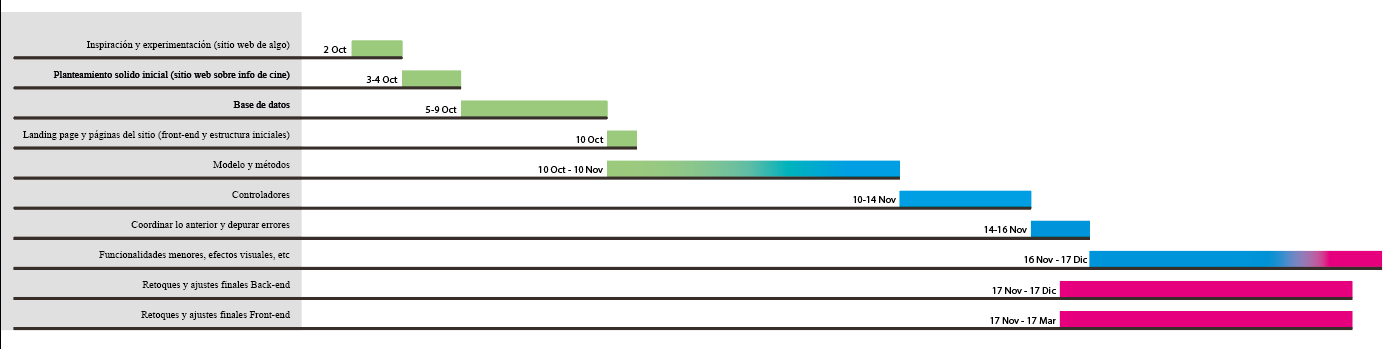 Inspiración y experimentación (sitio web de algo)
2 Oct
Planteamiento solido inicial (sitio web sobre info de cine)
3-4 Oct
Base de datos
5-9 Oct
Landing page y páginas del sitio (front-end y estructura iniciales)
10 Oct
Modelo y métodos
10 Oct - 10 Nov
Controladores
10-14 Nov
Coordinar lo anterior y depurar errores
14-16 Nov
Funcionalidades menores, efectos visuales, etc
16 Nov - 17 Dic
Retoques y ajustes finales Back-end
17 Nov - 17 Dic
Retoques y ajustes finales Front-end
17 Nov - 17 Mar